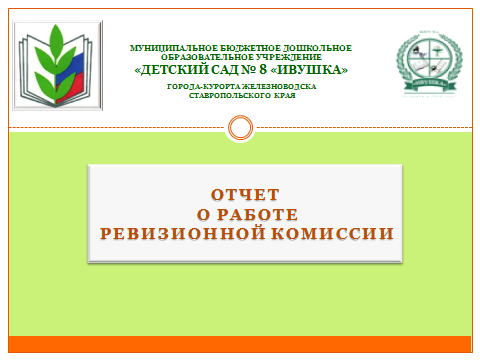 МУНИЦИПАЛЬНОЕ БЮДЖЕТНОЕ ДОШКОЛЬНОЕ
ОБРАЗОВАТЕЛЬНОЕ УЧРЕЖДЕНИЕ
«ДЕТСКИЙ САД № 8 «ИВУШКА»
ГОРОДА-КУРОРТА ЖЕЛЕЗНОВОДСКА
СТАВРОПОЛЬСКОГО КРАЯ
«ИВУШКА»
ОТЧЕТ
О РАБОТЕ
РЕВИЗИОННОЙ КОМИССИИ